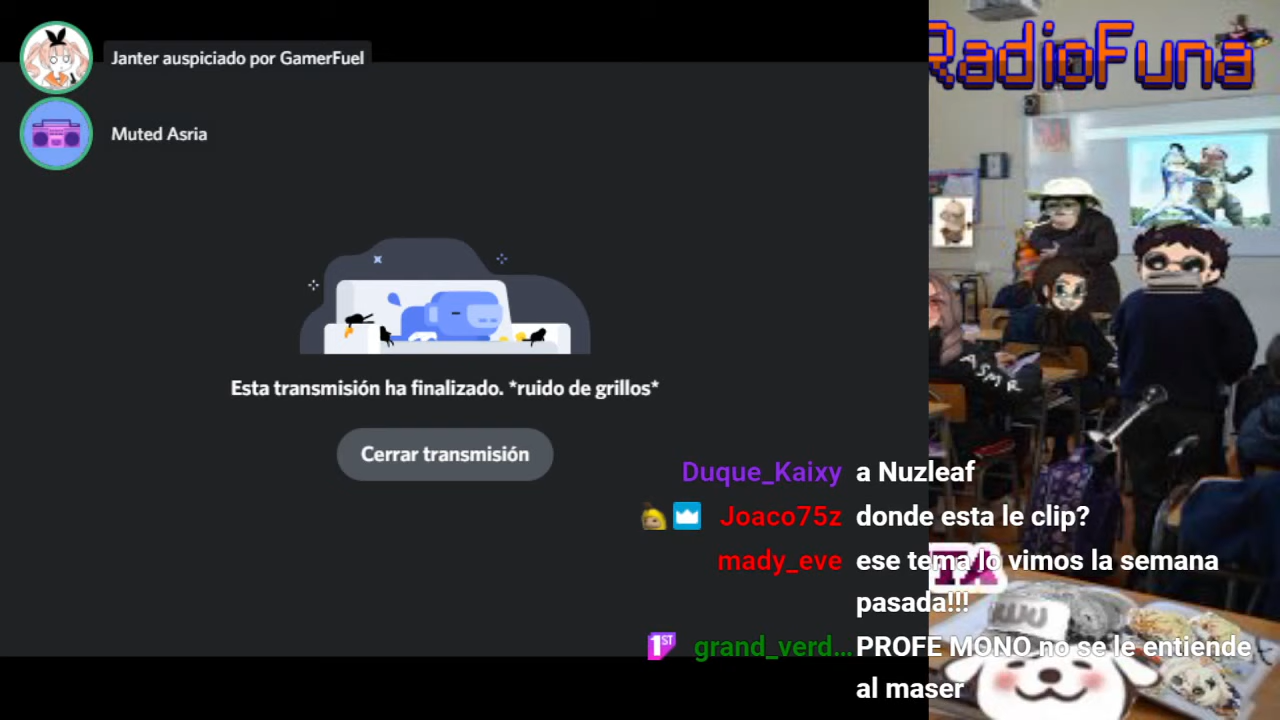 Janter auspiciado por GamerFuel
RadioFuna
Muted Asria
ASMR
Esta transmisión ha finalizado. *ruido de grillos*
Cerrar transmisión
Duque_Kaixy a Nuzleaf
Joaco75z donde esta le clip?
mady_eve ese tema lo vimos la semana
pasada!!!
1ST grand_verd... PROFE MONO no se le entiende
al maser